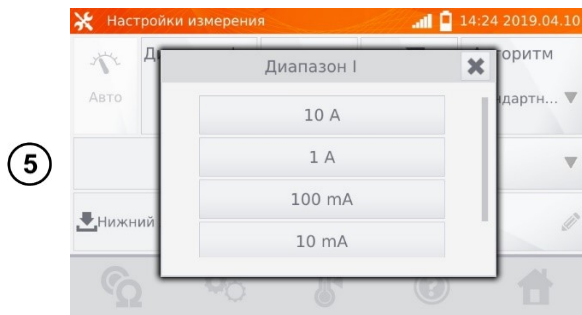 Настройки измерения 14:24 2019.04.10
Диапазон I
Авто
10 A
1 A
5
100 mA
Нижний
10 mA